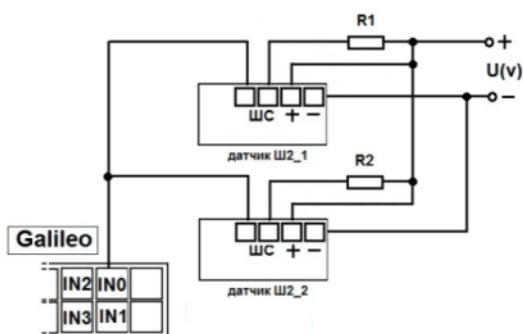 R1
+
U(v)
−
ШС + −
датчик Ш2_1
R2
ШС + −
датчик Ш2_2
Galileo
IN2 IN0
IN3 IN1